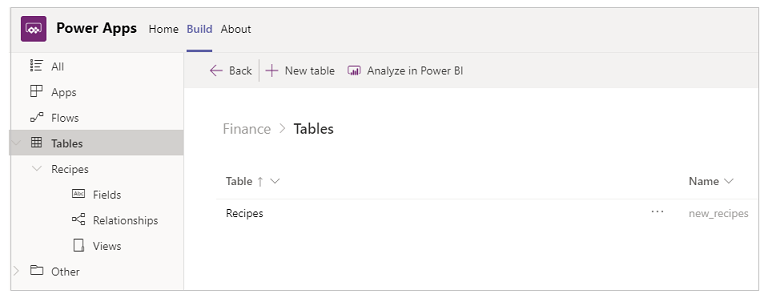 Power Apps Home Build About
All
Apps
Flows
Tables
Recipes
Abc Fields
Relationships
Views
Other
Back New table Analyze in Power BI
Finance > Tables
Table ↑ Name
Recipes ... new_recipes